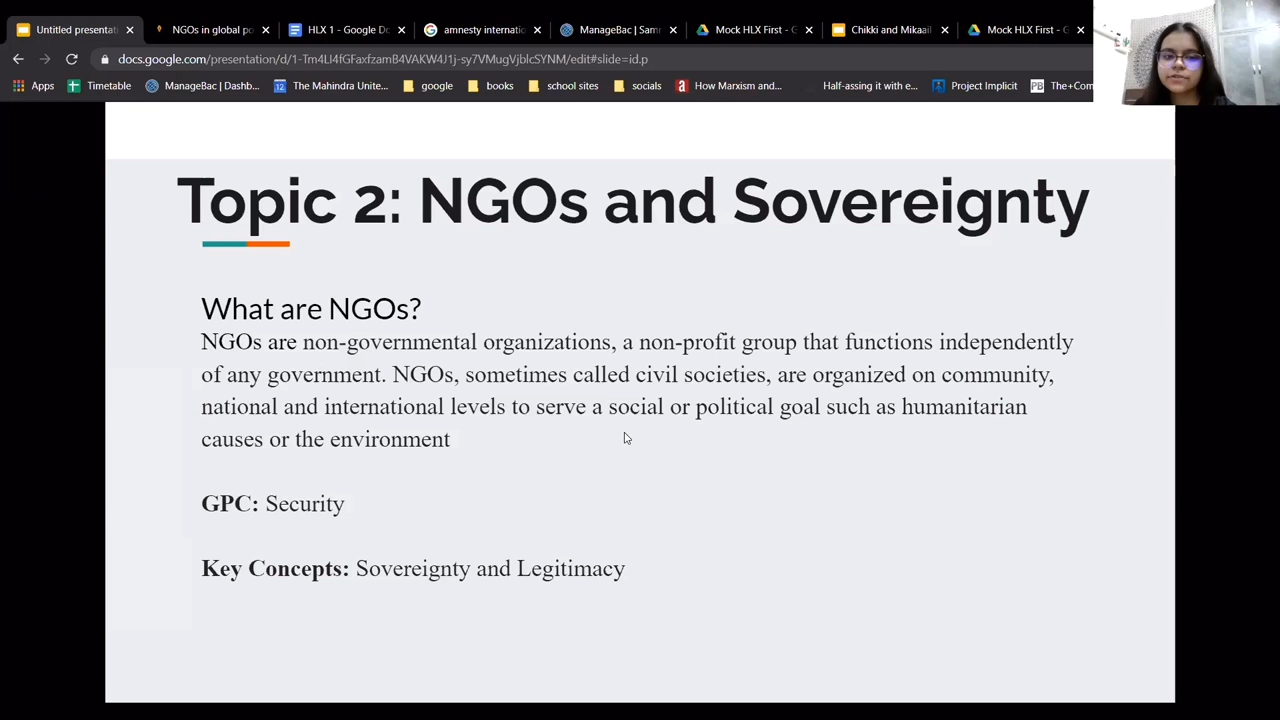 Untitled presentati
NGOs in global po
HLX 1 - Google Do
amnesty internatio
ManageBac | Sam
Mock HLX First - G
Chikki and Mikaail
Mock HLX First - G
docs.google.com/presentation/d/1-Tm4Ll4fGFaxfzamB4VAKW4J1j-sy7VMugVjblcSYNM/edit#slide=id.p
Apps
Timetable
ManageBac | Dashb...
12
The Mahindra Unite...
google
books
school sites
socials
a
How Marxism and...
Half-assing it with e...
Project Implicit
PB
The+Com
Topic 2: NGOs and Sovereignty
What are NGOs?
NGOs are non-governmental organizations, a non-profit group that functions independently
of any government. NGOs, sometimes called civil societies, are organized on community,
national and international levels to serve a social or political goal such as humanitarian
causes or the environment
GPC: Security
Key Concepts: Sovereignty and Legitimacy